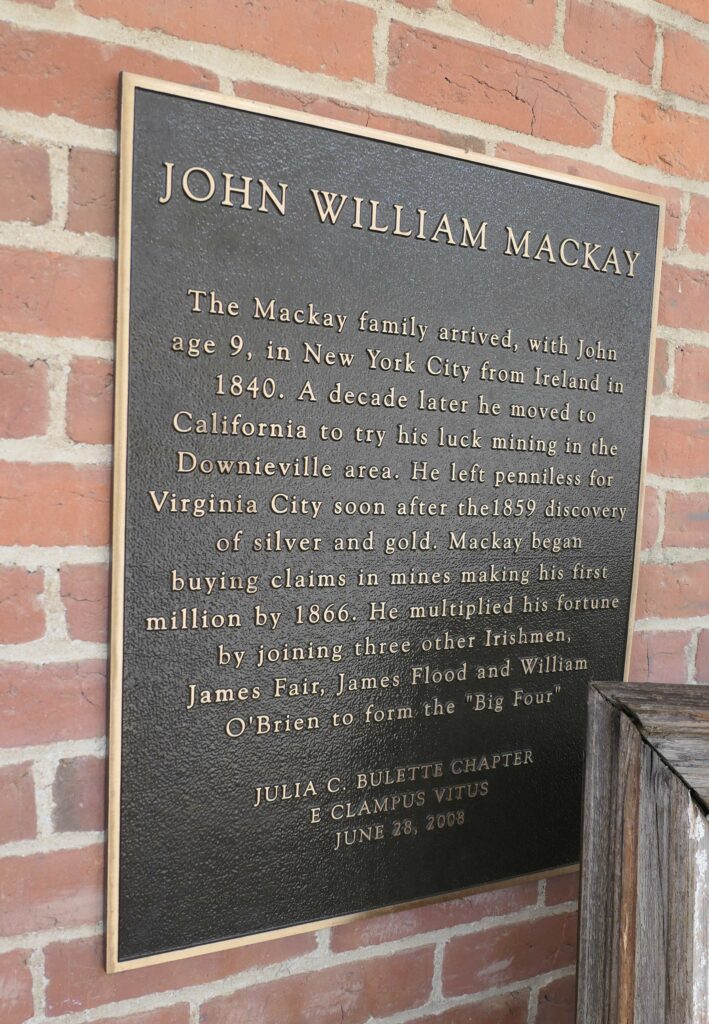 JOHN WILLIAM MACKAY
The Mackay family arrived, with John
age 9, in New York City from Ireland in
1840. A decade later he moved to
California to try his luck mining in the
Downieville area. He left penniless for
Virginia City soon after the1859 discovery
of silver and gold. Mackay began
buying claims in mines making his first
million by 1866. He multiplied his fortune
by joining three other Irishmen,
James Fair, James Flood and William
O'Brien to form the "Big Four"
JULIA C. BULETTE CHAPTER
E CLAMPUS VITUS
JUNE 28, 2008